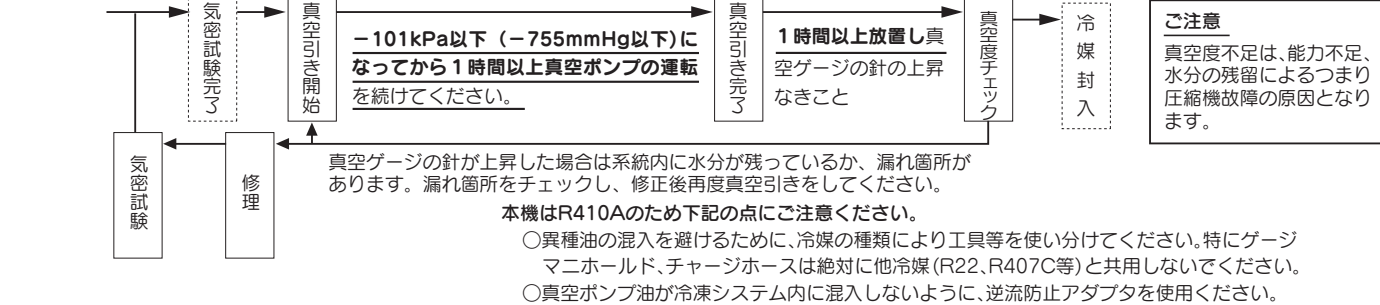 気密試験完了
真空引き開始
−101kPa以下（−755mmHg以下）に
なってから１時間以上真空ポンプの運転
を続けてください。
真空引き完了
１時間以上放置し真
空ゲージの針の上昇
なきこと
真空度チェック
冷媒封入
ご注意
真空度不足は、能力不足、
水分の残留によるつまり
圧縮機故障の原因となり
ます。
気密試験
修理
真空ゲージの針が上昇した場合は系統内に水分が残っているか、漏れ箇所が
あります。漏れ箇所をチェックし、修正後再度真空引きをしてください。
本機はR410Aのため下記の点にご注意ください。
○異種油の混入を避けるために、冷媒の種類により工具等を使い分けてください。特にゲージ
マニホールド、チャージホースは絶対に他冷媒（R22、R407C等）と共用しないでください。
○真空ポンプ油が冷凍システム内に混入しないように、逆流防止アダプタを使用ください。